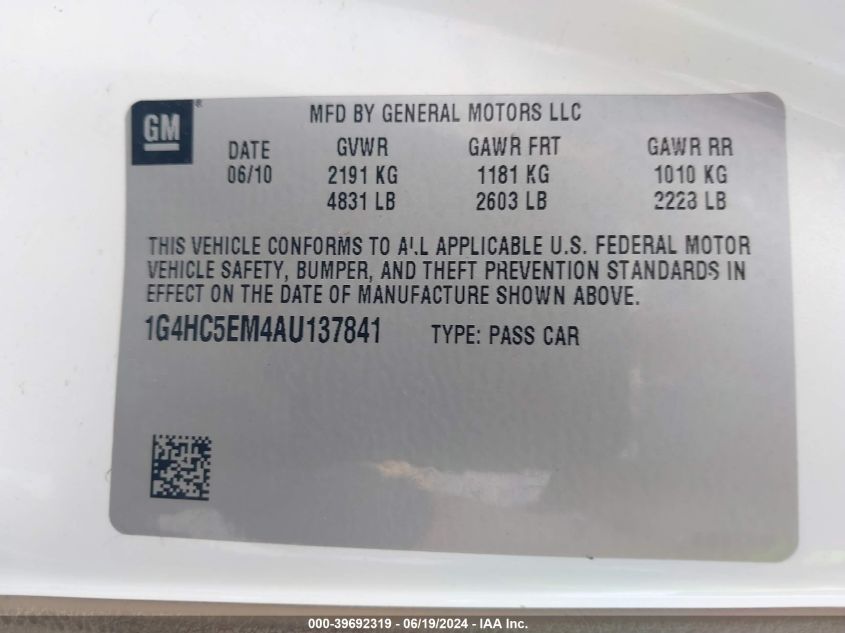 GM ®
MFD BY GENERAL MOTORS LLC
DATE GVWR GAWR FRT GAWR RR
06/10 2191 KG 1181 KG 1010 KG
4831 LB 2603 LB 2223 LB
THIS VEHICLE CONFORMS TO ALL APPLICABLE U.S. FEDERAL MOTOR
VEHICLE SAFETY, BUMPER, AND THEFT PREVENTION STANDARDS IN
EFFECT ON THE DATE OF MANUFACTURE SHOWN ABOVE.
1G4HC5EM4AU137841 TYPE: PASS CAR
000-39692319 - 06/19/2024 - IAA Inc.